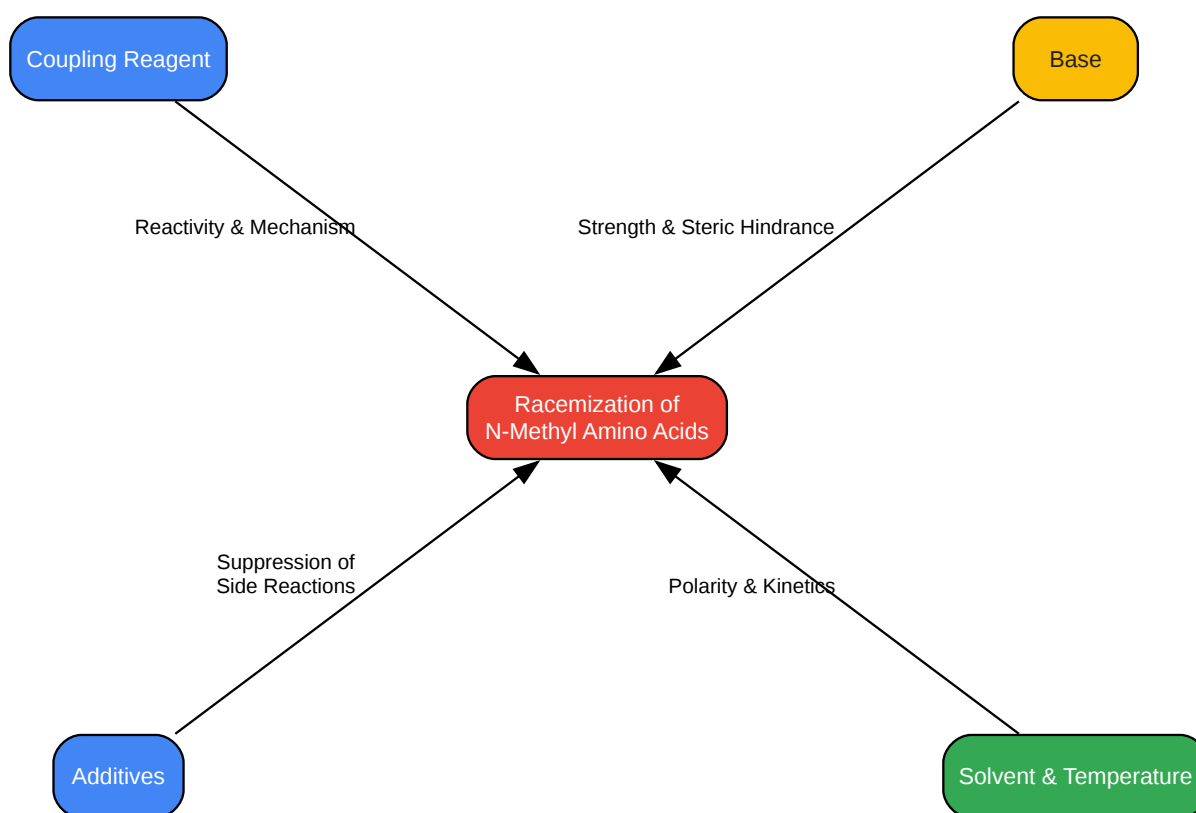 Coupling Reagent
Base
Reactivity & Mechanism
Strength & Steric Hindrance
Racemization of
N-Methyl Amino Acids
Suppression of
Side Reactions
Polarity & Kinetics
Additives
Solvent & Temperature